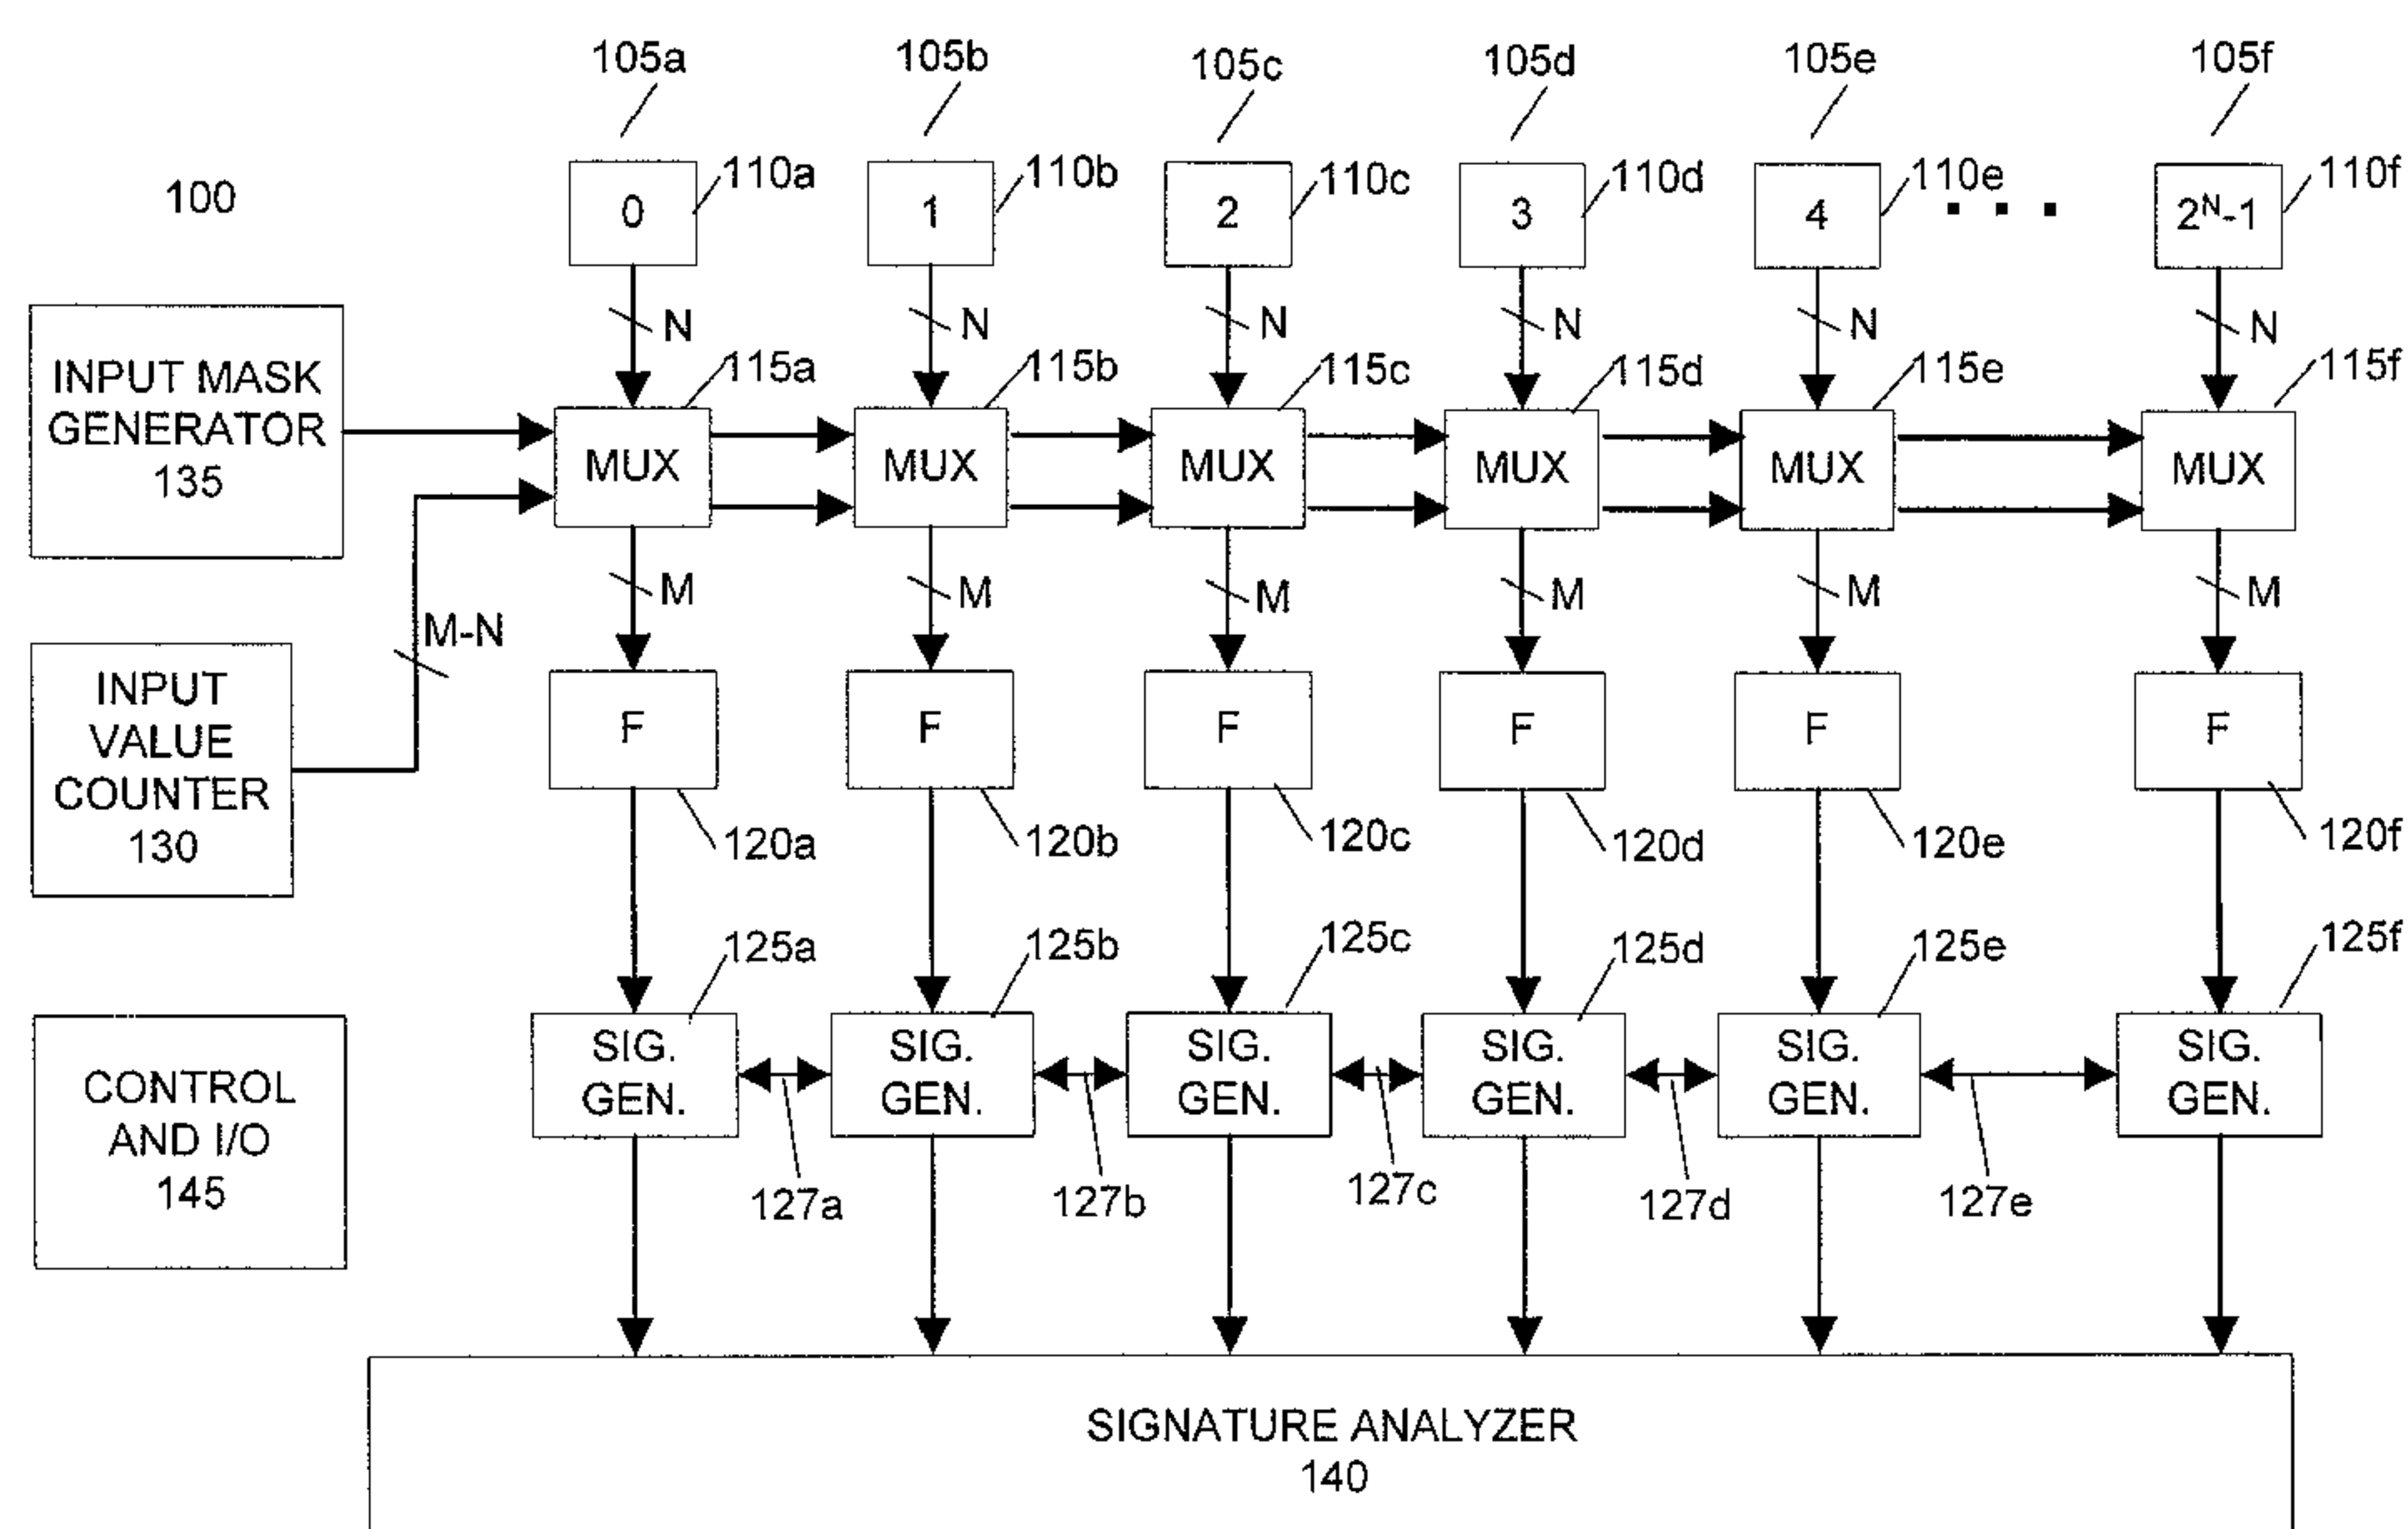 105a 105b 105c 105d 105e 105f
100
0 110a 1 110b 2 110c 3 110d 4 110e . . . 2ᴺ-1 110f
N N N N N N
INPUT MASK
GENERATOR
135
115a 115b 115c 115d 115e 115f
MUX MUX MUX MUX MUX MUX
M-N
M M M M M M
INPUT
VALUE
COUNTER
130
F F F F F F
120a 120b 120c 120d 120e 120f
125a 125b 125c 125d 125e 125f
CONTROL
AND I/O
145
SIG. SIG. SIG. SIG. SIG. SIG.
GEN. GEN. GEN. GEN. GEN. GEN.
127a 127b 127c 127d 127e
SIGNATURE ANALYZER
140